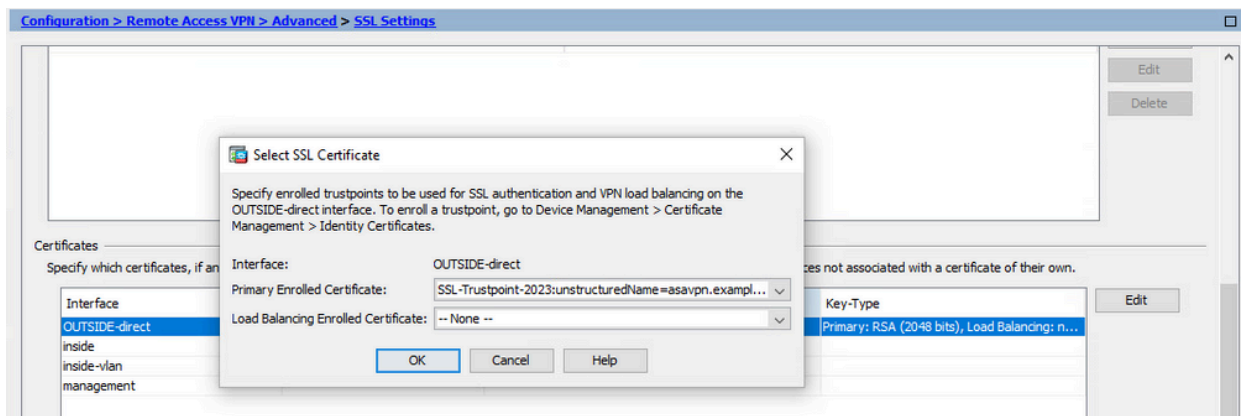 Configuration > Remote Access VPN > Advanced > SSL Settings
Edit
Delete
Select SSL Certificate
Specify enrolled trustpoints to be used for SSL authentication and VPN load balancing on the
OUTSIDE-direct interface. To enroll a trustpoint, go to Device Management > Certificate
Management > Identity Certificates.
Interface: OUTSIDE-direct
Primary Enrolled Certificate: SSL-Trustpoint-2023:unstructuredName=asavpn.exampl...
Load Balancing Enrolled Certificate: -- None --
OK Cancel Help
Certificates
Specify which certificates, if an
ces not associated with a certificate of their own.
Interface Key-Type Edit
OUTSIDE-direct Primary: RSA (2048 bits), Load Balancing: n...
inside
inside-vlan
management